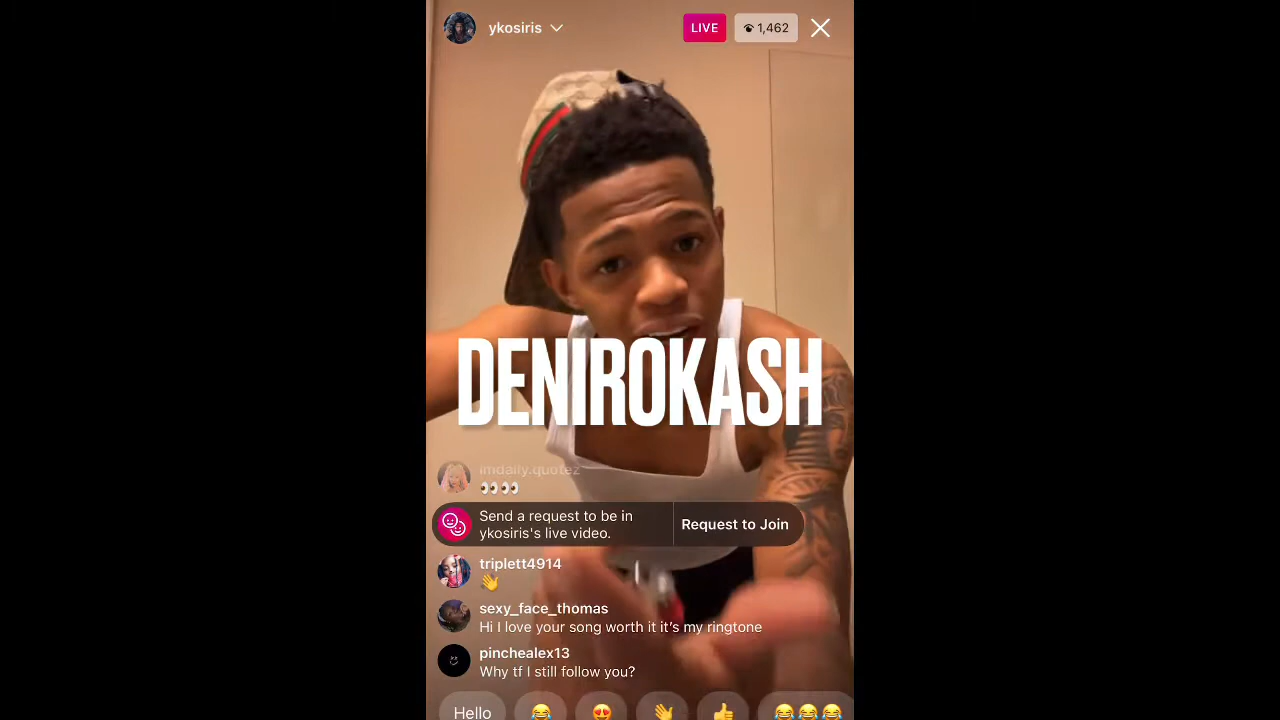 ykosiris
LIVE
1,462
DENIROKASH
imdaily.quotez
👀👀
Send a request to be in
ykosiris's live video.
Request to Join
triplett4914
👋
sexy_face_thomas
Hi I love your song worth it it's my ringtone
pinchealex13
Why tf I still follow you?
Hello 😂 😍 👋 👍 😂😂😂